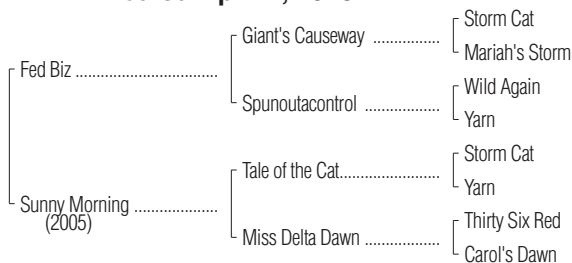 Storm Cat
Giant's Causeway ................
Mariah's Storm
Fed Biz ................................
Wild Again
Spunoutacontrol .................
Yarn
Storm Cat
Tale of the Cat......................
Yarn
Sunny Morning ...................
(2005)
Thirty Six Red
Miss Delta Dawn .................
Carol's Dawn